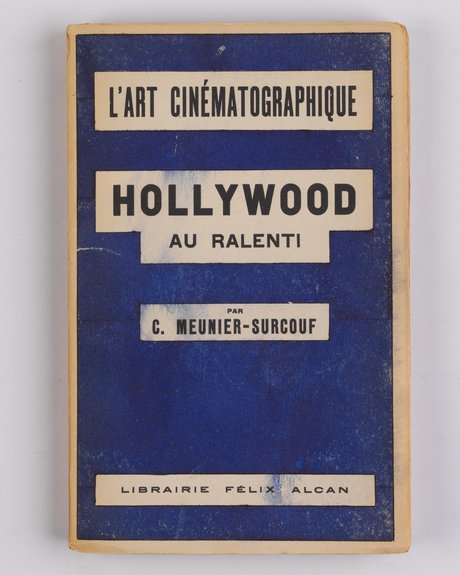 L'ART CINÉMATOGRAPHIQUE
HOLLYWOOD
AU RALENTI
PAR
C. MEUNIER-SURCOUF
LIBRAIRIE FÉLIX ALCAN